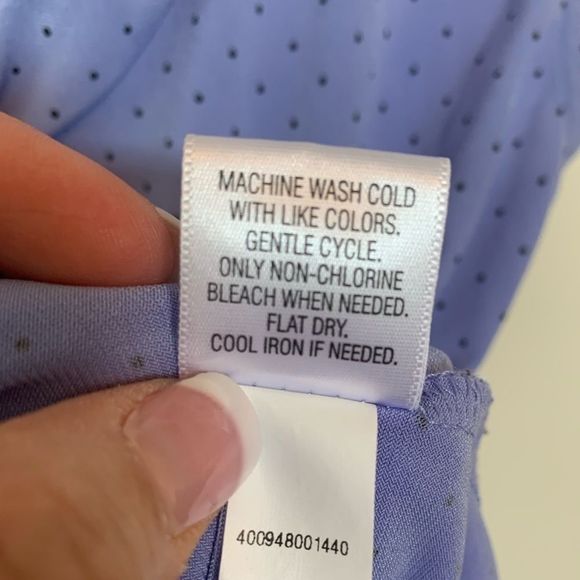 MACHINE WASH COLD
WITH LIKE COLORS.
GENTLE CYCLE.
ONLY NON-CHLORINE
BLEACH WHEN NEEDED.
FLAT DRY.
COOL IRON IF NEEDED.
400948001440